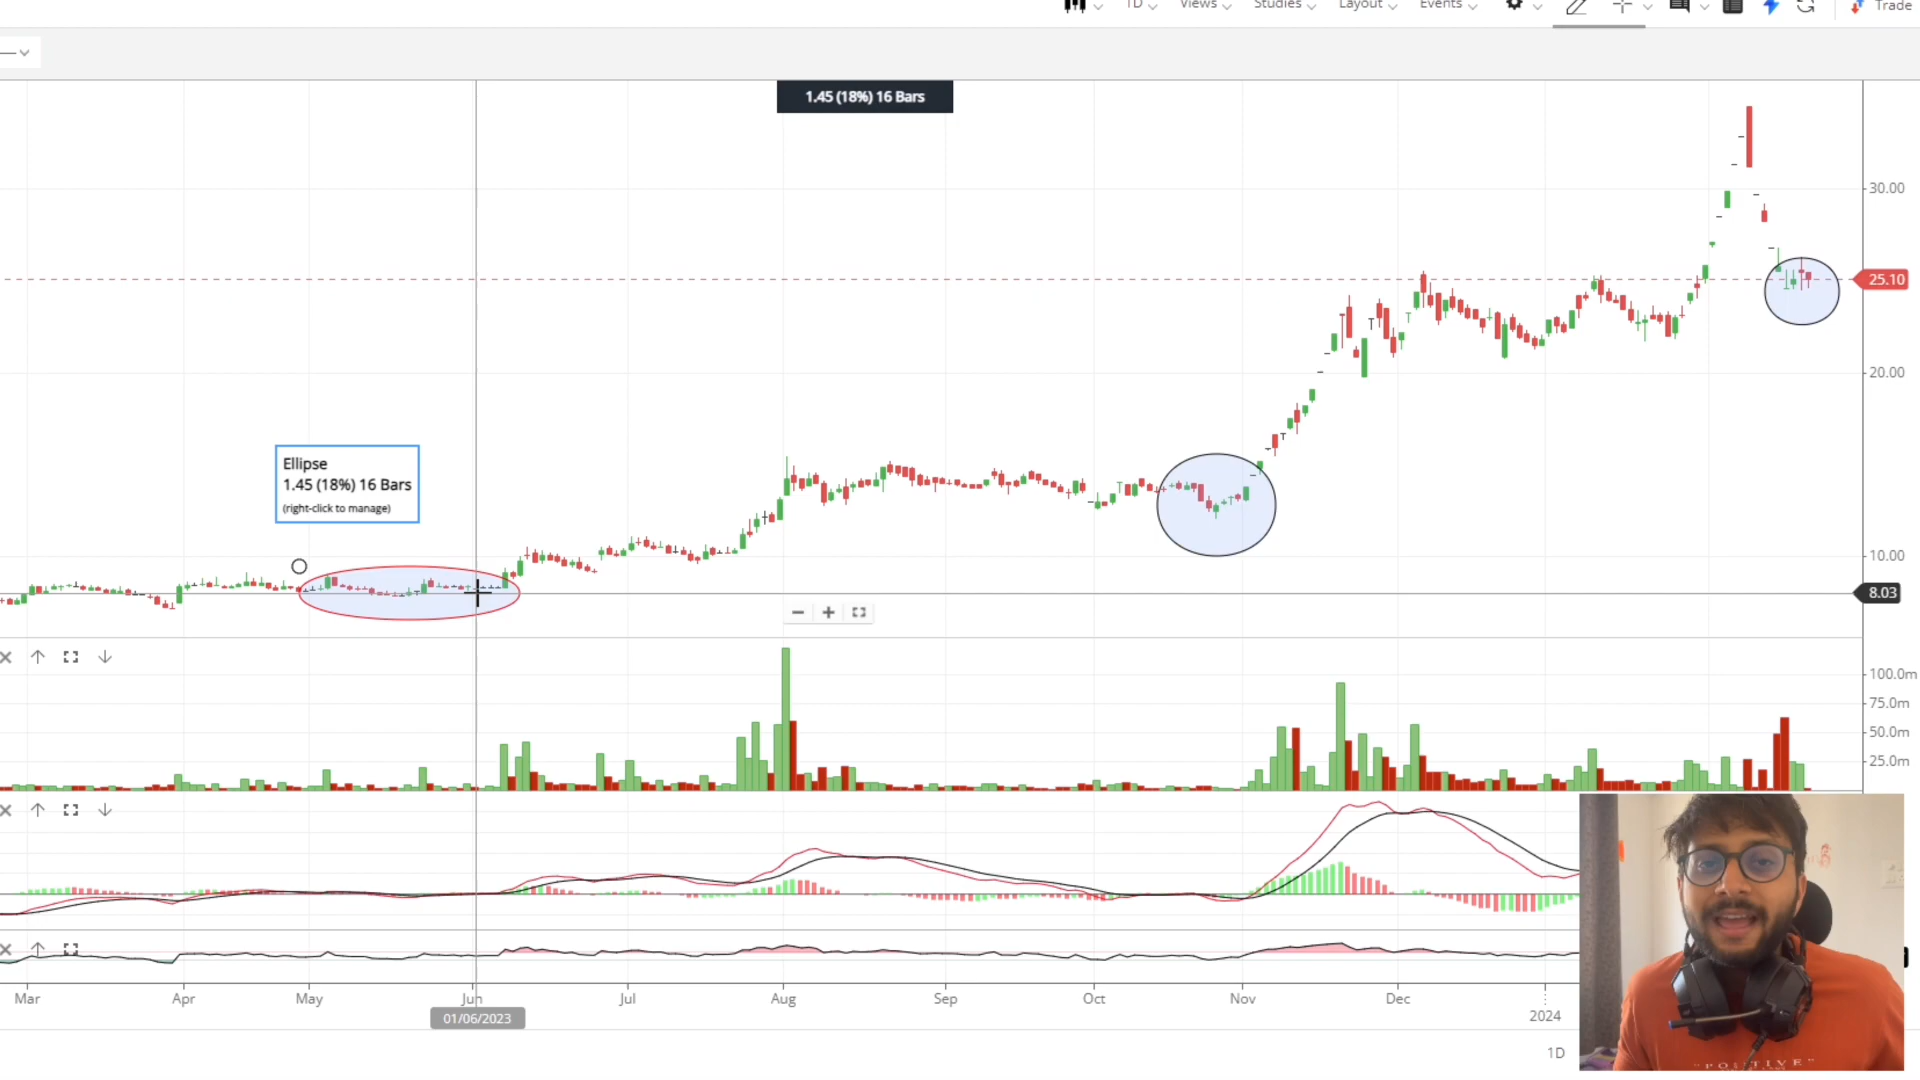 1D Views Studies Layout Events Trade
1.45 (18%) 16 Bars
30.00
25.10
20.00
Ellipse
1.45 (18%) 16 Bars
(right-click to manage)
10.00
8.03
100.0m
75.0m
50.0m
25.0m
Mar Apr May Jun Jul Aug Sep Oct Nov Dec 2024
01/06/2023
1D
"POSITIVE"